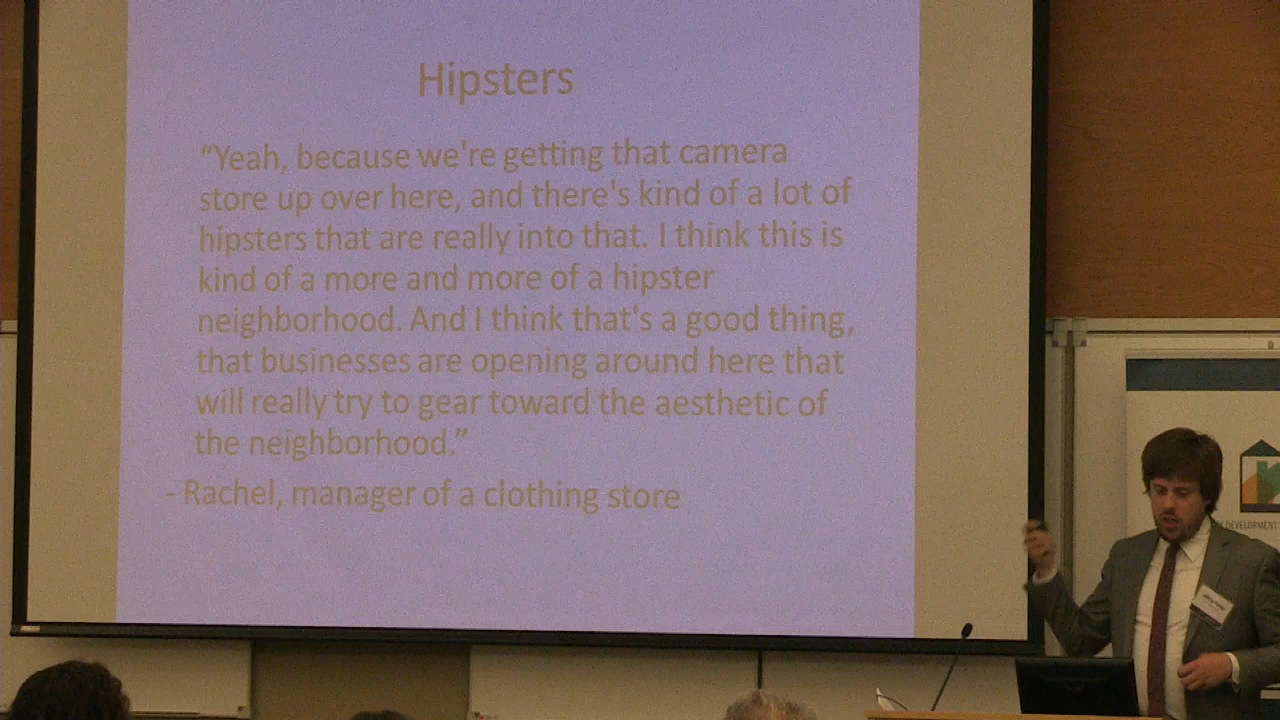 Hipsters
“Yeah, because we're getting that camera
store up over here, and there's kind of a lot of
hipsters that are really into that. I think this is
kind of a more and more of a hipster
neighborhood. And I think that's a good thing,
that businesses are opening around here that
will really try to gear toward the aesthetic of
the neighborhood.”
- Rachel, manager of a clothing store
DEVELOPMENT